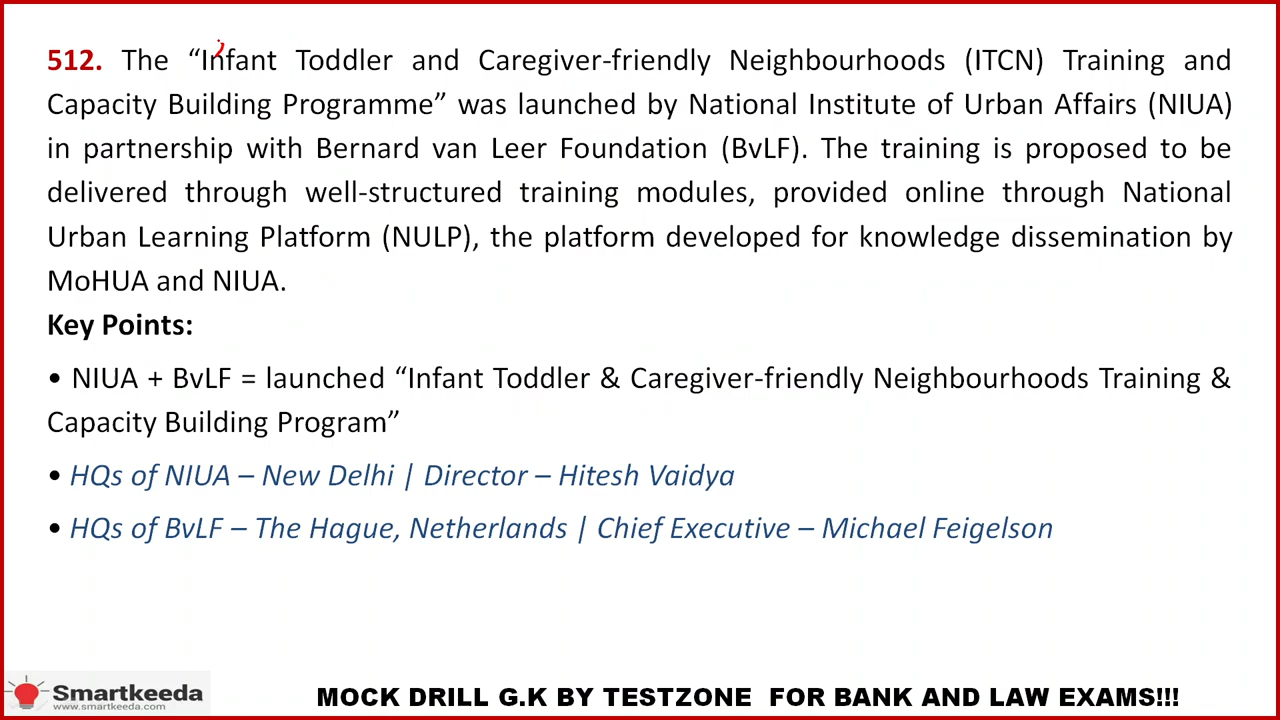 512. The “Infant Toddler and Caregiver-friendly Neighbourhoods (ITCN) Training and
Capacity Building Programme” was launched by National Institute of Urban Affairs (NIUA)
in partnership with Bernard van Leer Foundation (BvLF). The training is proposed to be
delivered through well-structured training modules, provided online through National
Urban Learning Platform (NULP), the platform developed for knowledge dissemination by
MoHUA and NIUA.
Key Points:
• NIUA + BvLF = launched “Infant Toddler & Caregiver-friendly Neighbourhoods Training &
Capacity Building Program”
• HQs of NIUA – New Delhi | Director – Hitesh Vaidya
• HQs of BvLF – The Hague, Netherlands | Chief Executive – Michael Feigelson
Smartkeeda
www.smartkeeda.com
MOCK DRILL G.K BY TESTZONE FOR BANK AND LAW EXAMS!!!